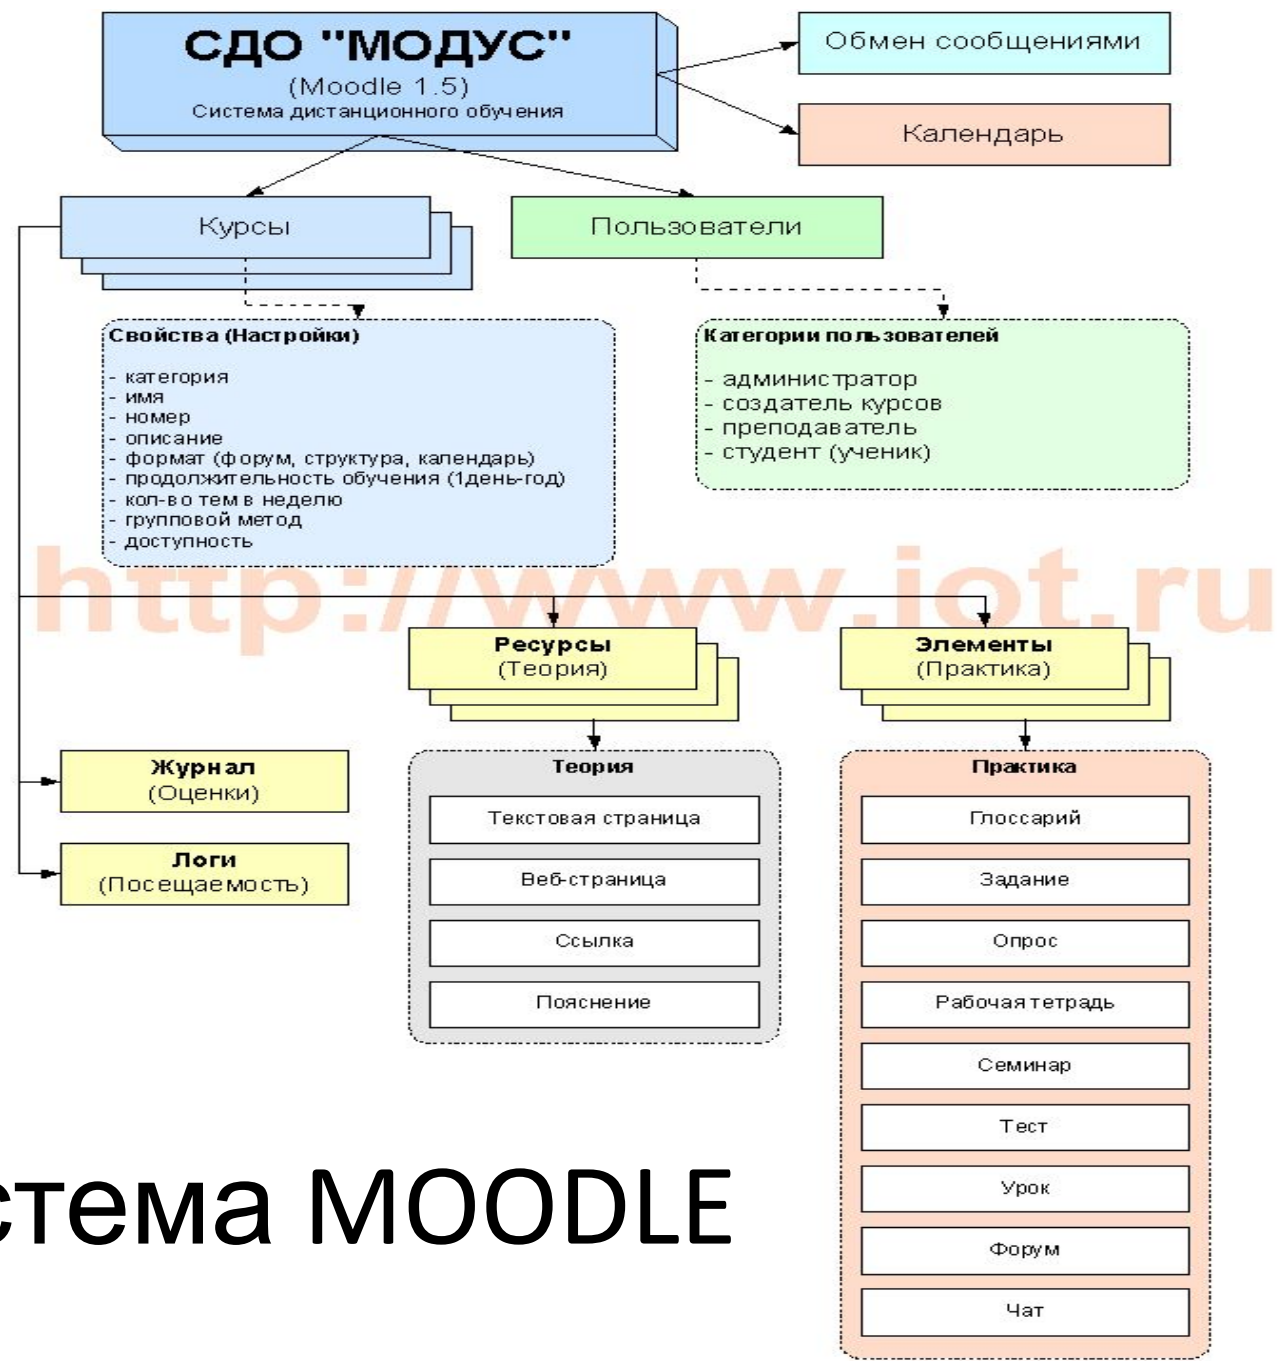 СДО "МОДУС"
(Moodle 1.5)
Система дистанционного обучения
Обмен сообщениями
Календарь
Курсы
Пользователи
Свойства (Настройки)
- категория
- имя
- номер
- описание
- формат (форум, структура, календарь)
- продолжительность обучения (1день-год)
- кол-во тем в неделю
- групповой метод
- доступность
Категории пользователей
- администратор
- создатель курсов
- преподаватель
- студент (ученик)
http://www.iot.ru
Ресурсы
(Теория)
Элементы
(Практика)
Журнал
(Оценки)
Логи
(Посещаемость)
Теория
Текстовая страница
Веб-страница
Ссылка
Пояснение
Практика
Глоссарий
Задание
Опрос
Рабочая тетрадь
Семинар
Тест
Урок
Форум
Чат
стема MOODLE